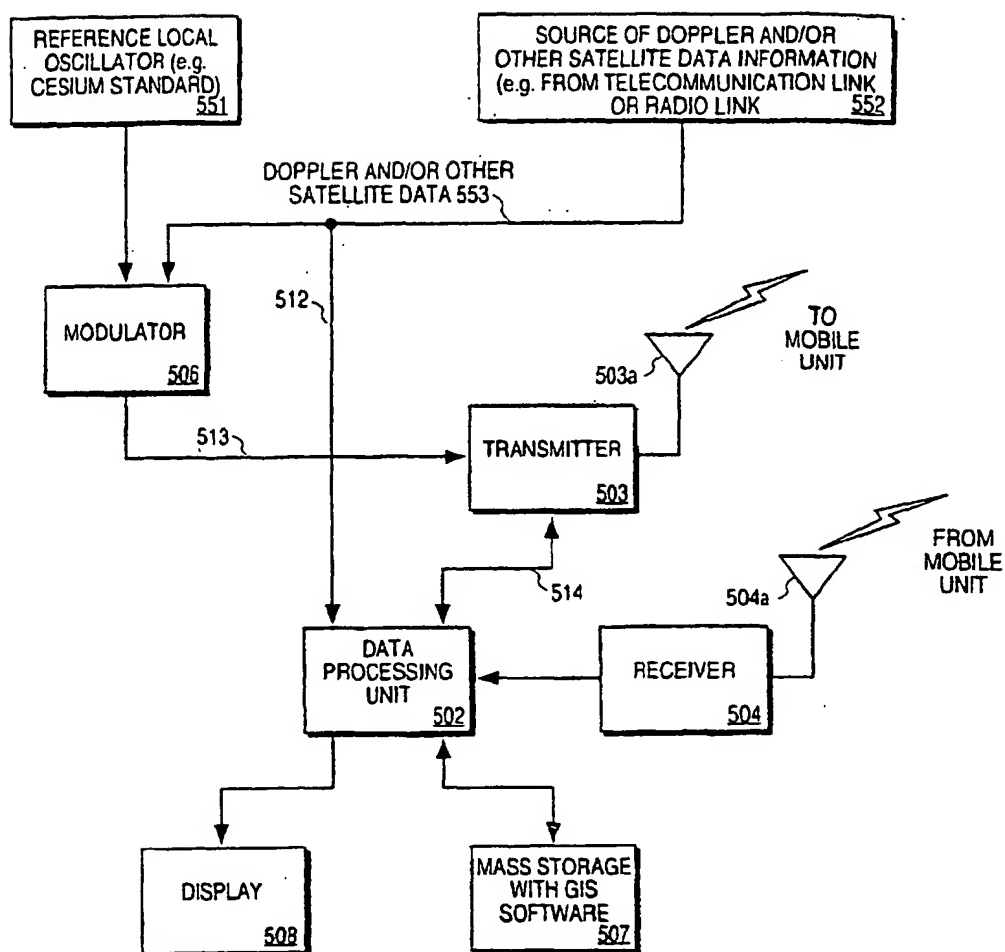 REFERENCE LOCAL
OSCILLATOR (e.g.
CESIUM STANDARD)
551
SOURCE OF DOPPLER AND/OR
OTHER SATELLITE DATA INFORMATION
(e.g. FROM TELECOMMUNICATION LINK
OR RADIO LINK
552
DOPPLER AND/OR OTHER
SATELLITE DATA 553
MODULATOR
506
512
TO
MOBILE
UNIT
503a
513
TRANSMITTER
503
FROM
MOBILE
UNIT
514
504a
DATA
PROCESSING
UNIT
502
RECEIVER
504
DISPLAY
508
MASS STORAGE
WITH GIS
SOFTWARE
507